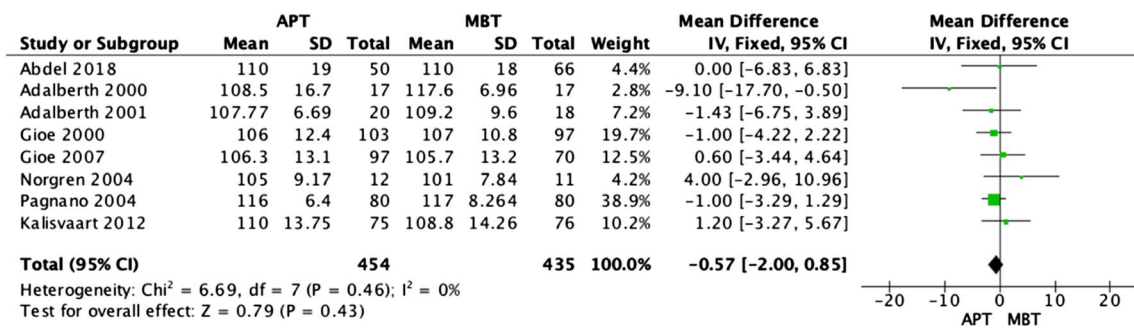 APT MBT Mean Difference Mean Difference
Study or Subgroup Mean SD Total Mean SD Total Weight IV, Fixed, 95% CI IV, Fixed, 95% CI
Abdel 2018 110 19 50 110 18 66 4.4% 0.00 [-6.83, 6.83]
Adalberth 2000 108.5 16.7 17 117.6 6.96 17 2.8% -9.10 [-17.70, -0.50]
Adalberth 2001 107.77 6.69 20 109.2 9.6 18 7.2% -1.43 [-6.75, 3.89]
Gioe 2000 106 12.4 103 107 10.8 97 19.7% -1.00 [-4.22, 2.22]
Gioe 2007 106.3 13.1 97 105.7 13.2 70 12.5% 0.60 [-3.44, 4.64]
Norgren 2004 105 9.17 12 101 7.84 11 4.2% 4.00 [-2.96, 10.96]
Pagnano 2004 116 6.4 80 117 8.264 80 38.9% -1.00 [-3.29, 1.29]
Kalisvaart 2012 110 13.75 75 108.8 14.26 76 10.2% 1.20 [-3.27, 5.67]
Total (95% CI) 454 435 100.0% -0.57 [-2.00, 0.85]
Heterogeneity: Chi² = 6.69, df = 7 (P = 0.46); I² = 0%
Test for overall effect: Z = 0.79 (P = 0.43)
-20 -10 0 10 20
APT MBT